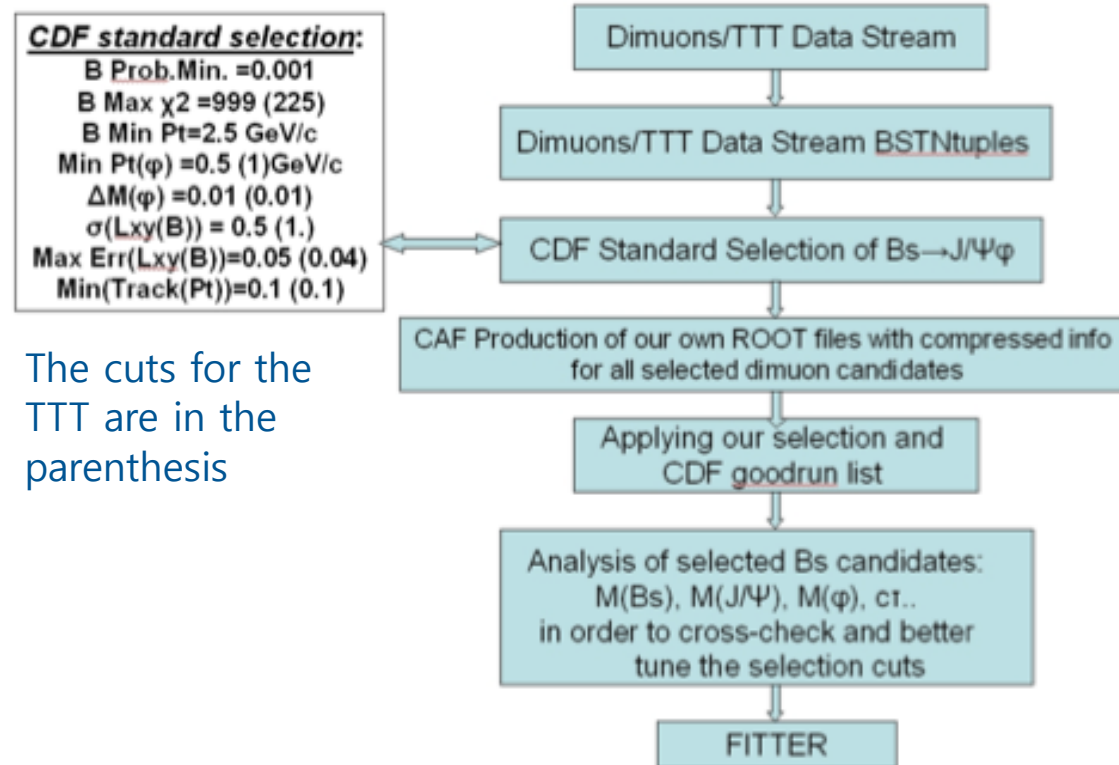 CDF standard selection:
B Prob.Min. =0.001
B Max χ2 =999 (225)
B Min Pt=2.5 GeV/c
Min Pt(φ) =0.5 (1)GeV/c
ΔM(φ) =0.01 (0.01)
σ(Lxy(B)) = 0.5 (1.)
Max Err(Lxy(B))=0.05 (0.04)
Min(Track(Pt))=0.1 (0.1)
The cuts for the
TTT are in the
parenthesis
Dimuons/TTT Data Stream
Dimuons/TTT Data Stream BSTNtuples
CDF Standard Selection of Bs→J/Ψφ
CAF Production of our own ROOT files with compressed info
for all selected dimuon candidates
Applying our selection and
CDF goodrun list
Analysis of selected Bs candidates:
M(Bs), M(J/Ψ), M(φ), cτ..
in order to cross-check and better
tune the selection cuts
FITTER